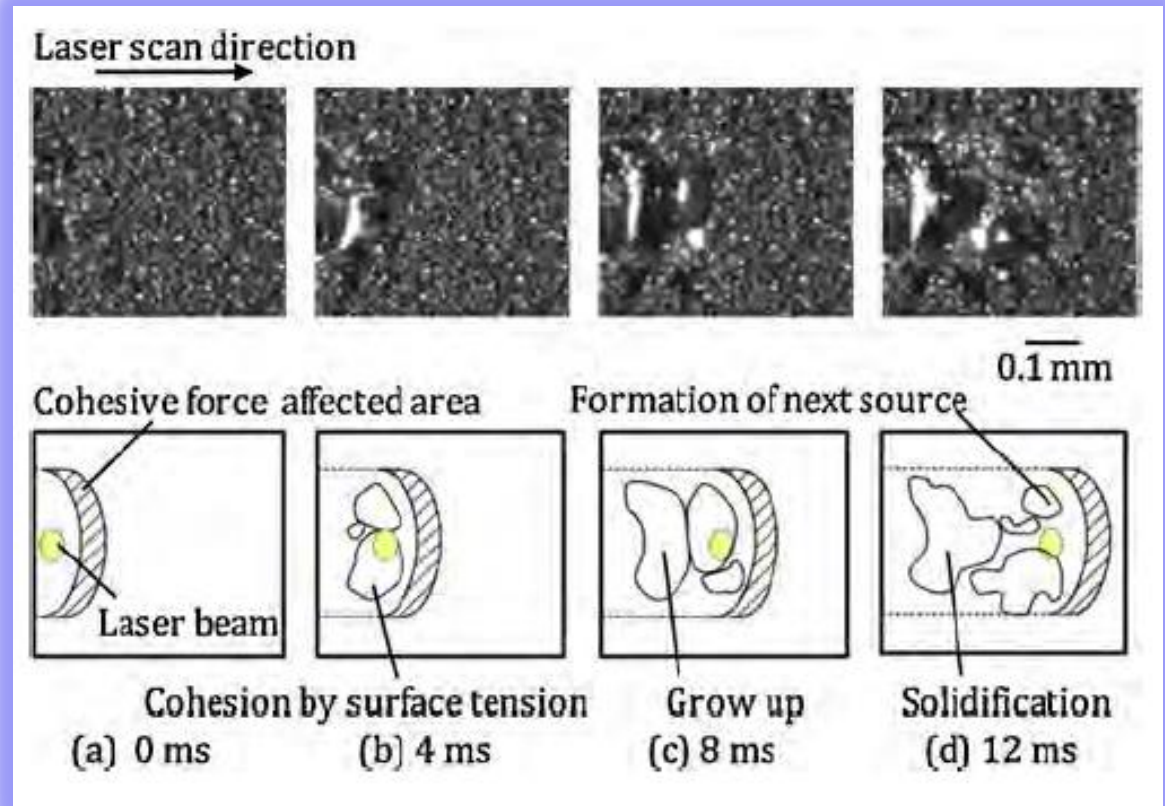 Laser scan direction
0.1 mm
Cohesive force affected area
Formation of next source
Laser beam
Cohesion by surface tension
Grow up
Solidification
(a) 0 ms
(b) 4 ms
(c) 8 ms
(d) 12 ms